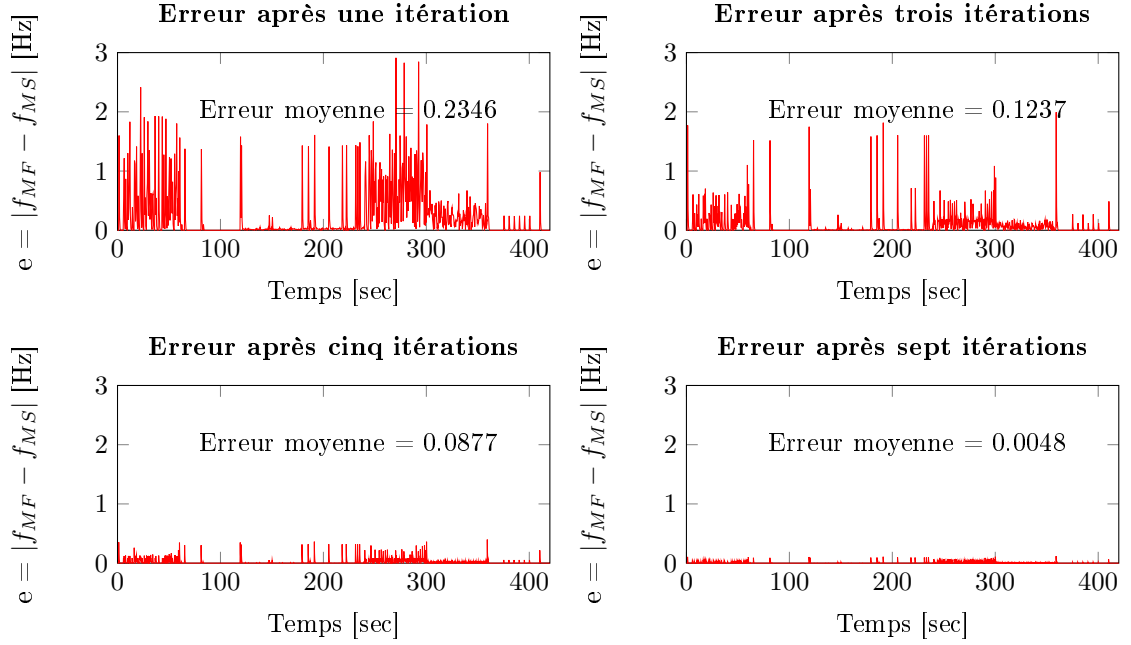 Erreur après une itération
e = |f_MF − f_MS| [Hz]
3
2
1
0
Erreur moyenne = 0.2346
0 100 200 300 400
Temps [sec]
Erreur après trois itérations
e = |f_MF − f_MS| [Hz]
3
2
1
0
Erreur moyenne = 0.1237
0 100 200 300 400
Temps [sec]
Erreur après cinq itérations
e = |f_MF − f_MS| [Hz]
3
2
1
0
Erreur moyenne = 0.0877
0 100 200 300 400
Temps [sec]
Erreur après sept itérations
e = |f_MF − f_MS| [Hz]
3
2
1
0
Erreur moyenne = 0.0048
0 100 200 300 400
Temps [sec]